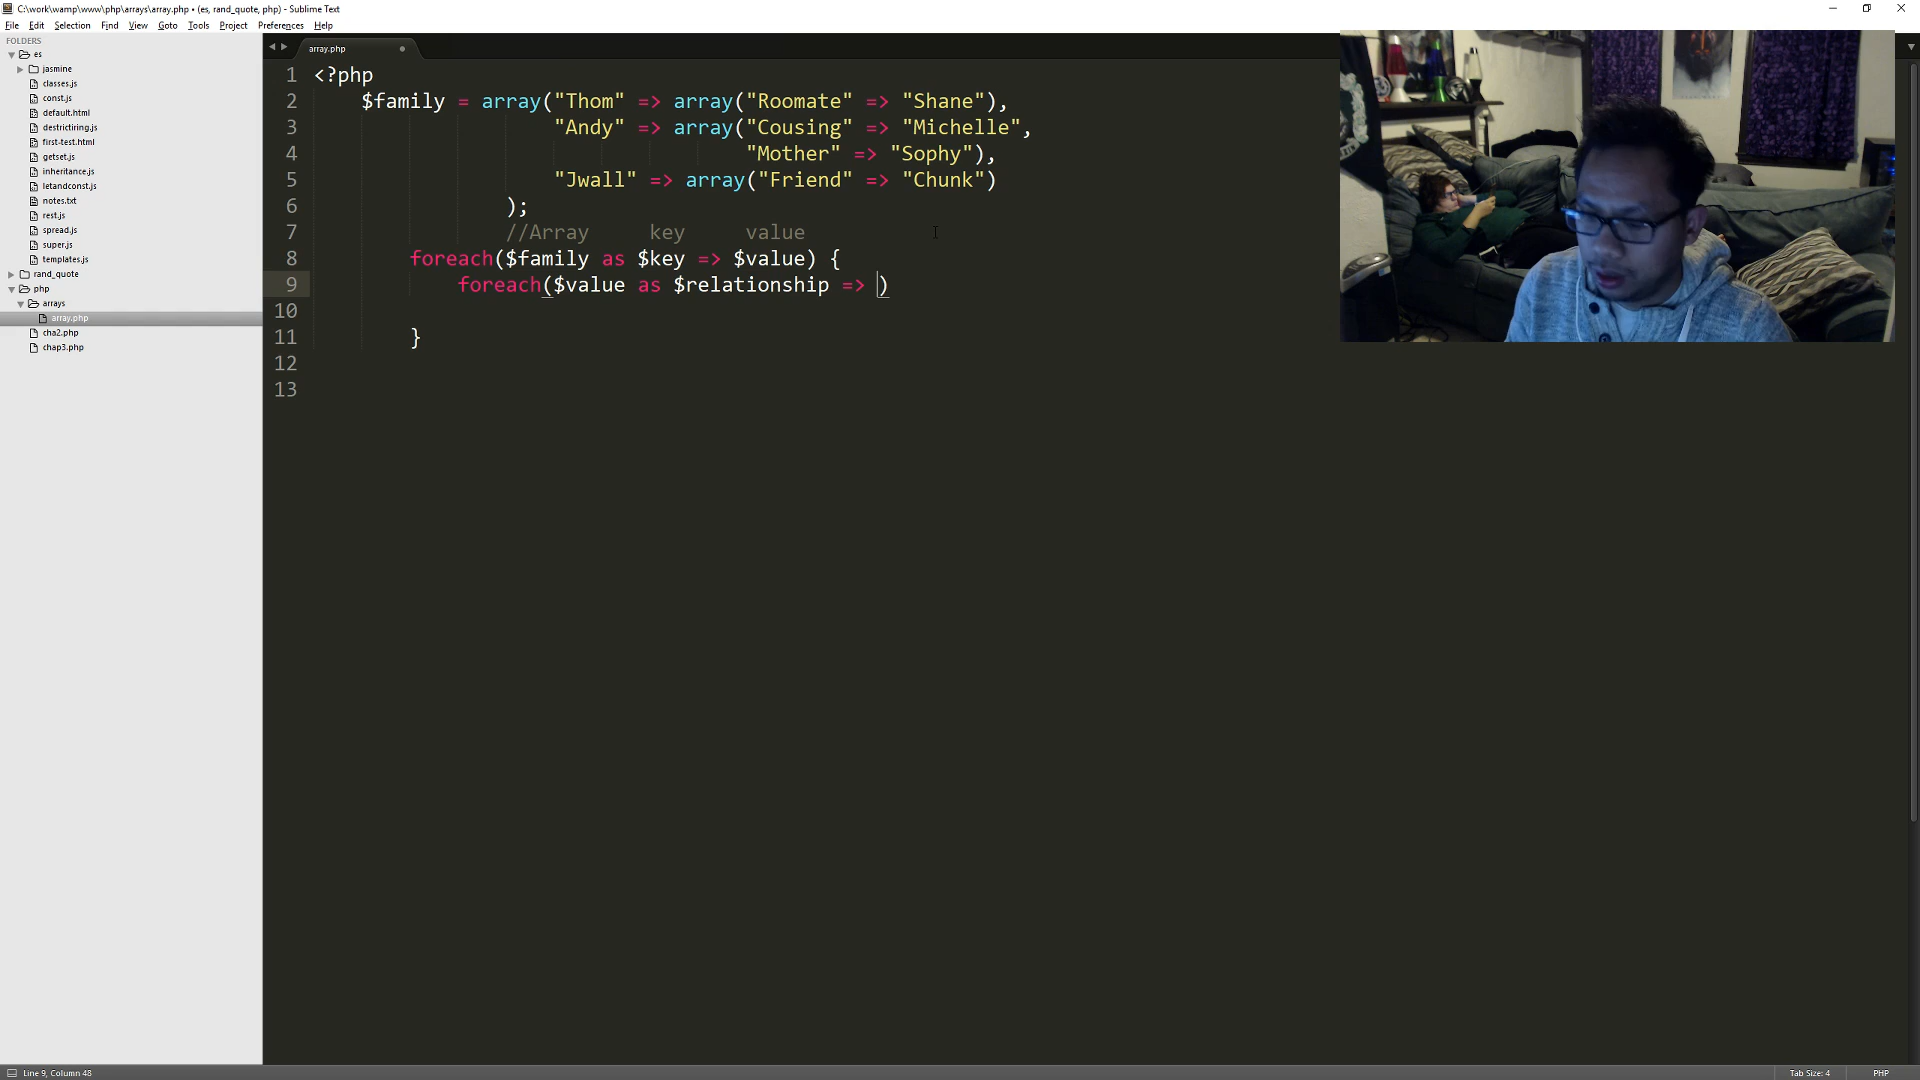 C:\work\wamp\www\php\arrays\array.php • (es, rand_quote, php) - Sublime Text
File Edit Selection Find View Goto Tools Project Preferences Help
FOLDERS
es
jasmine
classes.js
const.js
default.html
destrictiring.js
first-test.html
getset.js
inheritance.js
letandconst.js
notes.txt
rest.js
spread.js
super.js
templates.js
rand_quote
php
arrays
array.php
cha2.php
chap3.php
array.php
1 <?php
2 $family = array("Thom" => array("Roomate" => "Shane"),
3 "Andy" => array("Cousing" => "Michelle",
4 "Mother" => "Sophy"),
5 "Jwall" => array("Friend" => "Chunk")
6 );
7 //Array key value
8 foreach($family as $key => $value) {
9 foreach($value as $relationship => )
10
11 }
12
13
Line 9, Column 48
Tab Size: 4
PHP